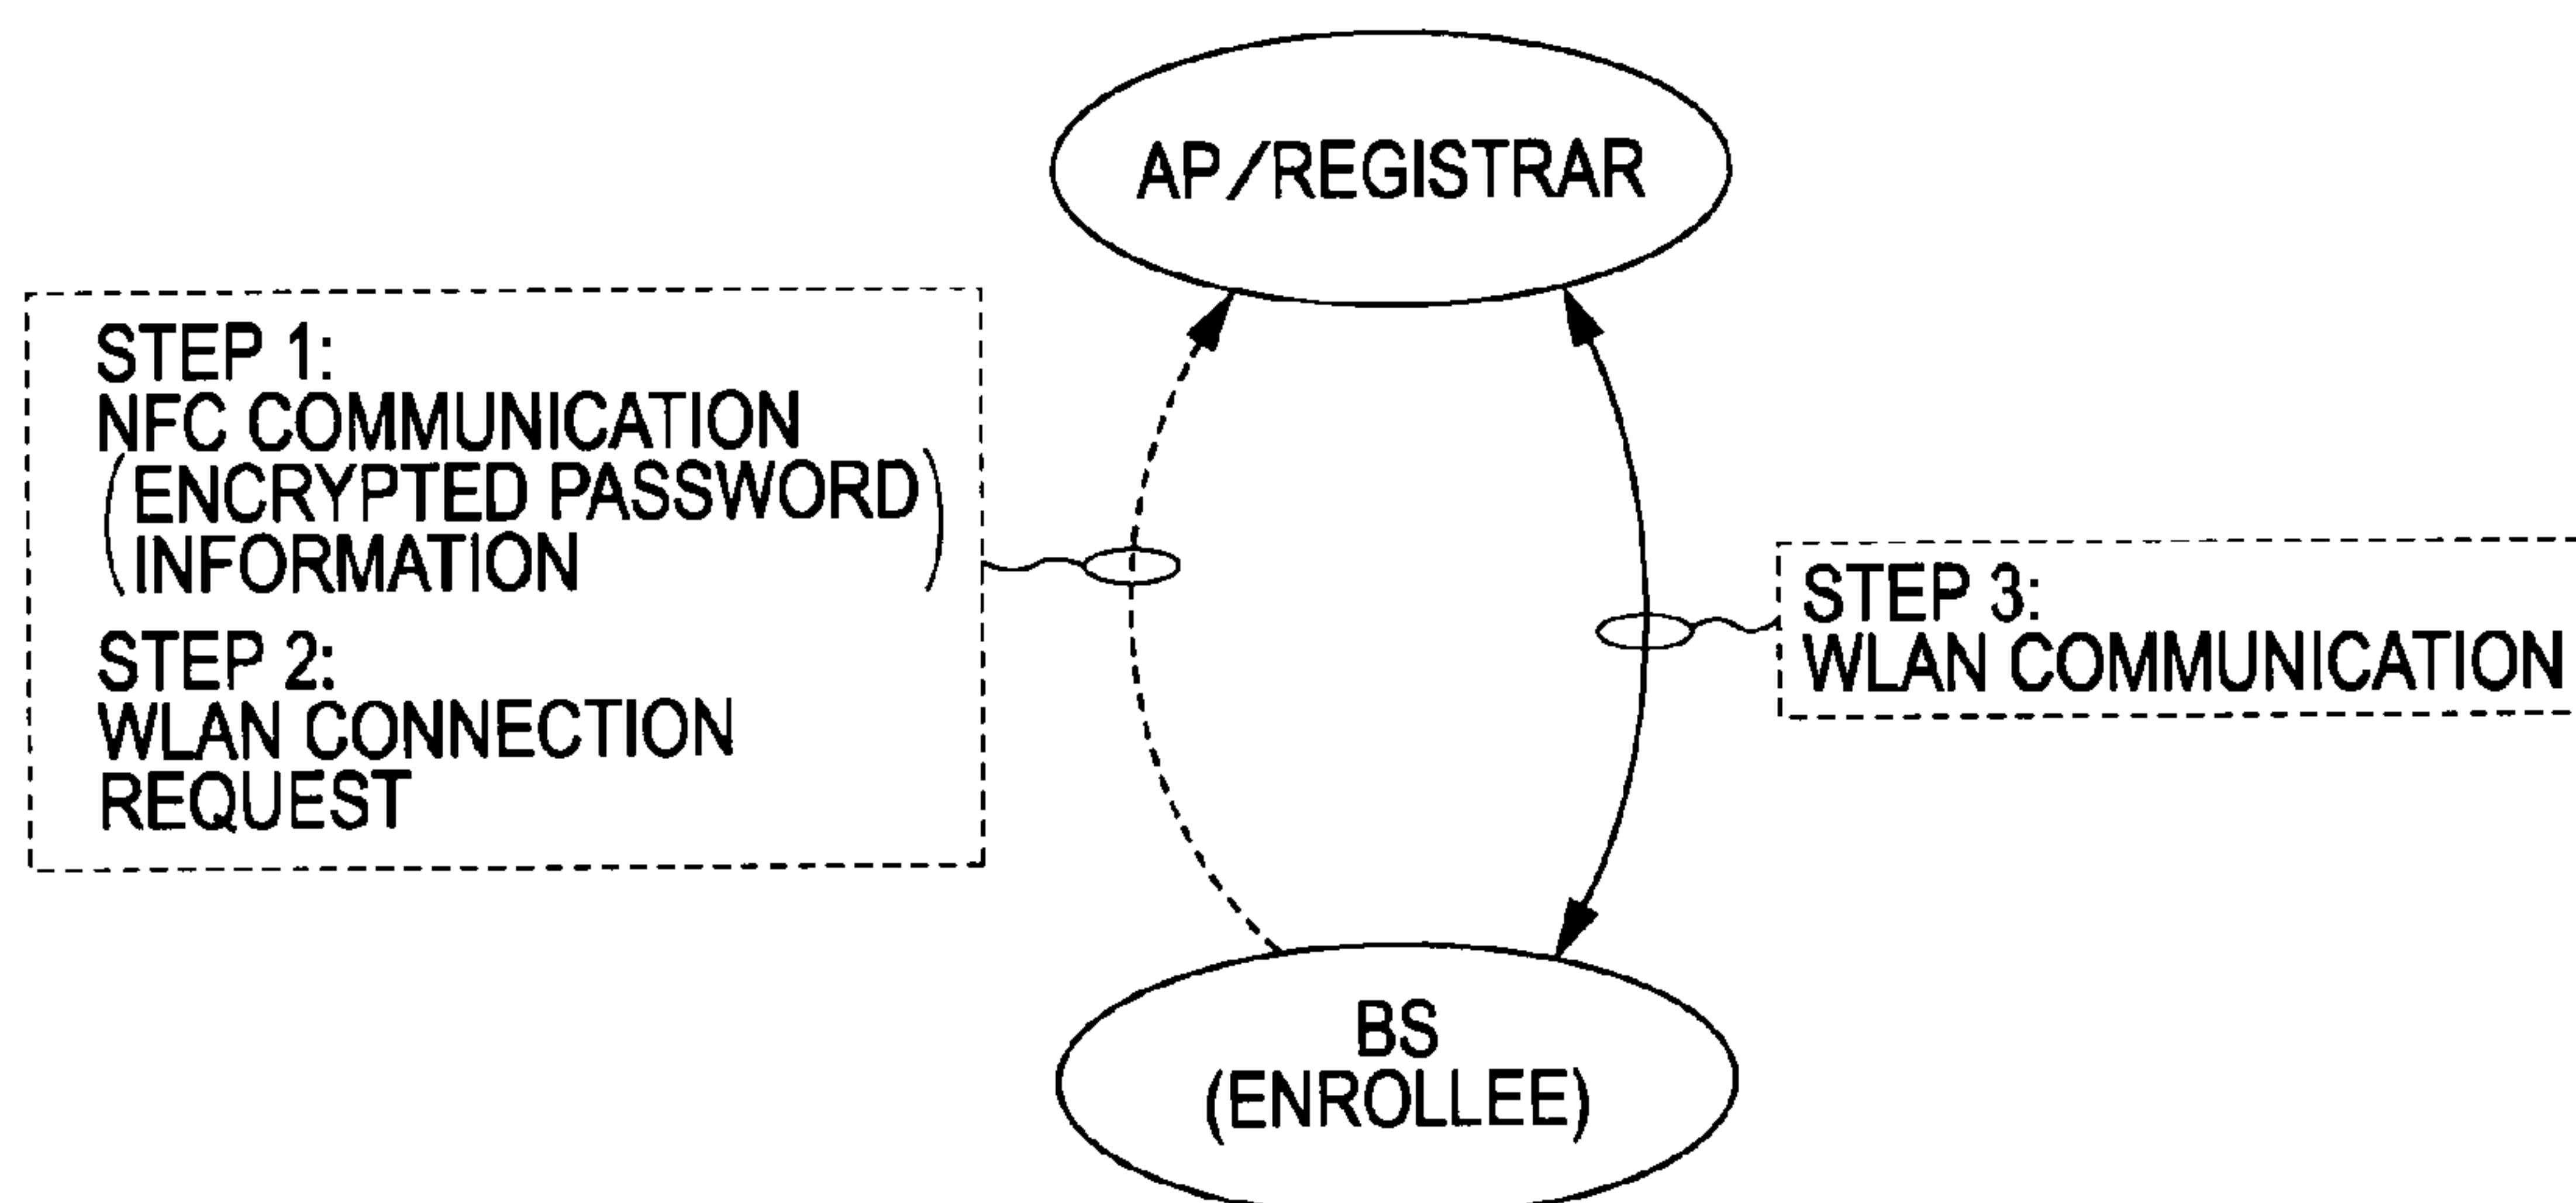 AP/REGISTRAR
STEP 1:
NFC COMMUNICATION
(ENCRYPTED PASSWORD
INFORMATION)
STEP 2:
WLAN CONNECTION
REQUEST
STEP 3:
WLAN COMMUNICATION
BS
(ENROLLEE)